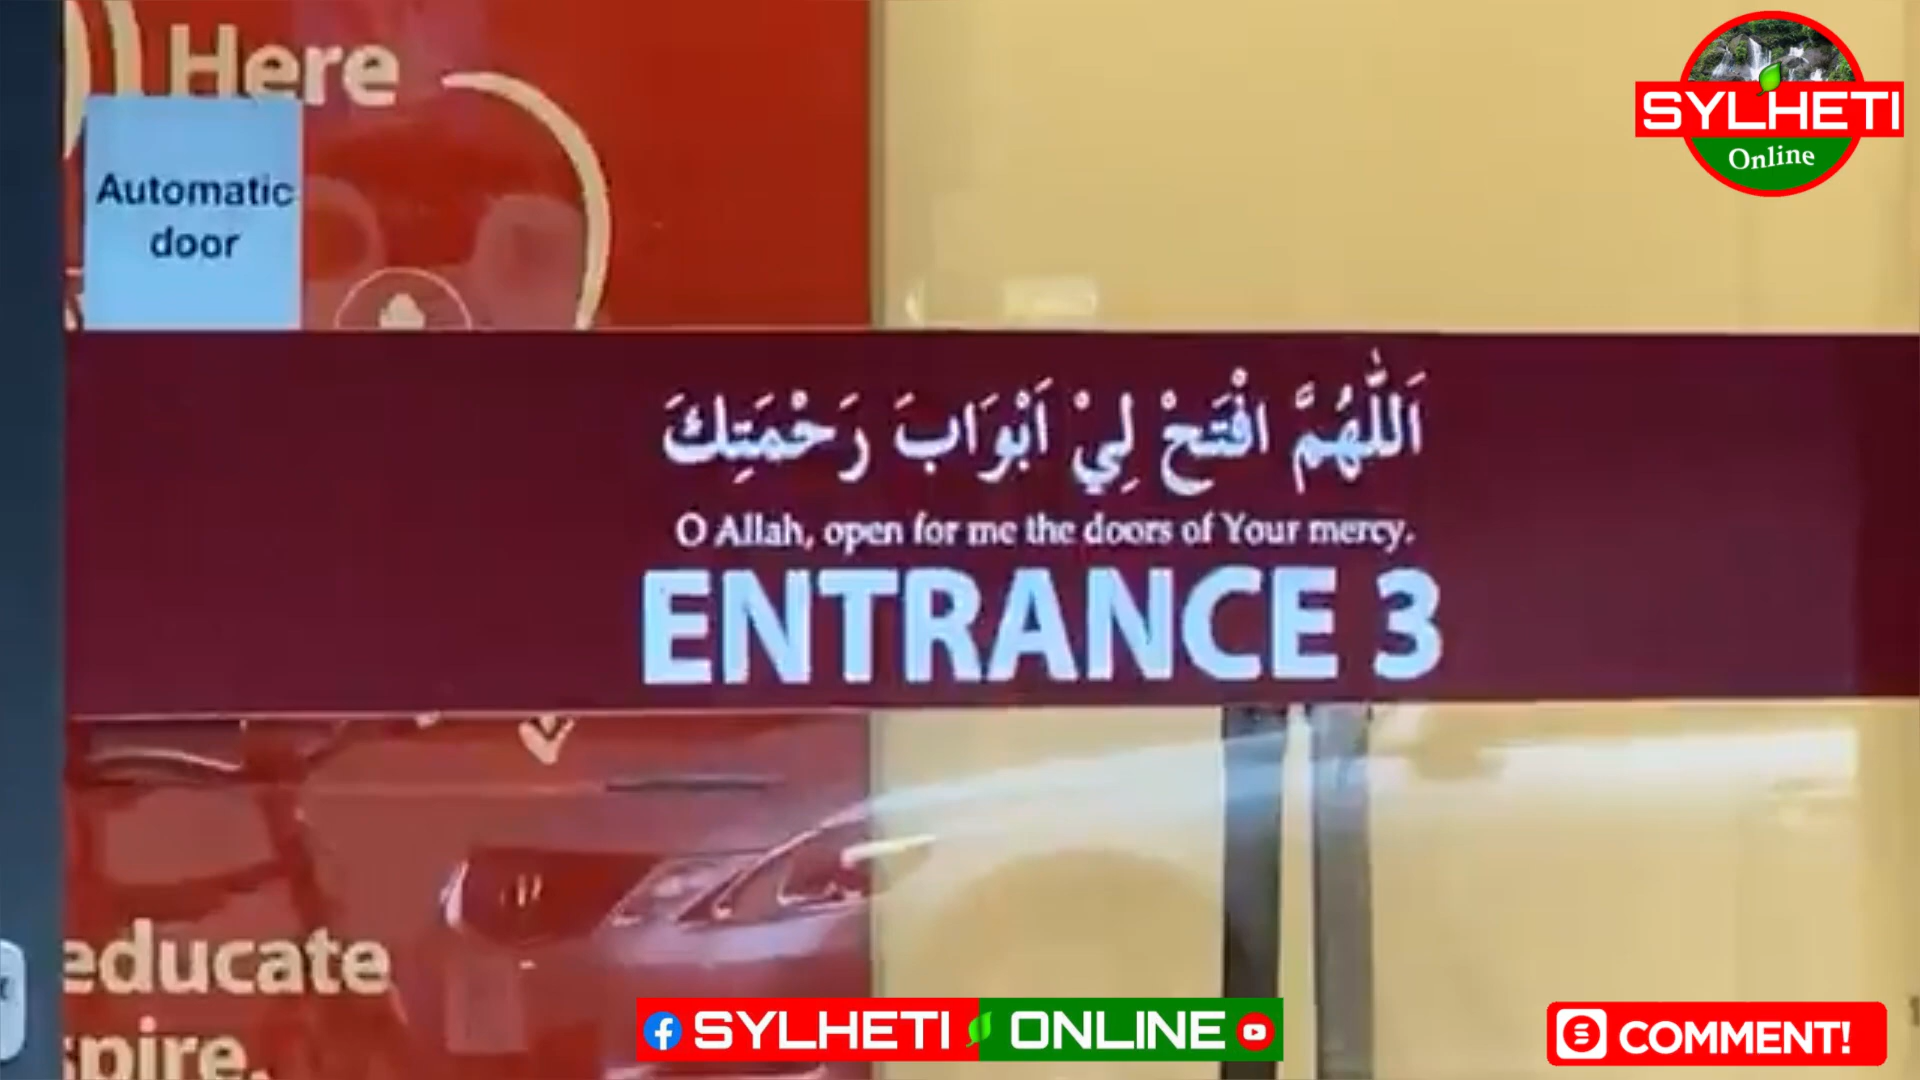 Here
SYLHETI
Online
Automatic
door
اَللّٰهُمَّ افْتَحْ لِيْ اَبْوَابَ رَحْمَتِكَ
O Allah, open for me the doors of Your mercy.
ENTRANCE 3
educate
SYLHETI ONLINE
COMMENT!